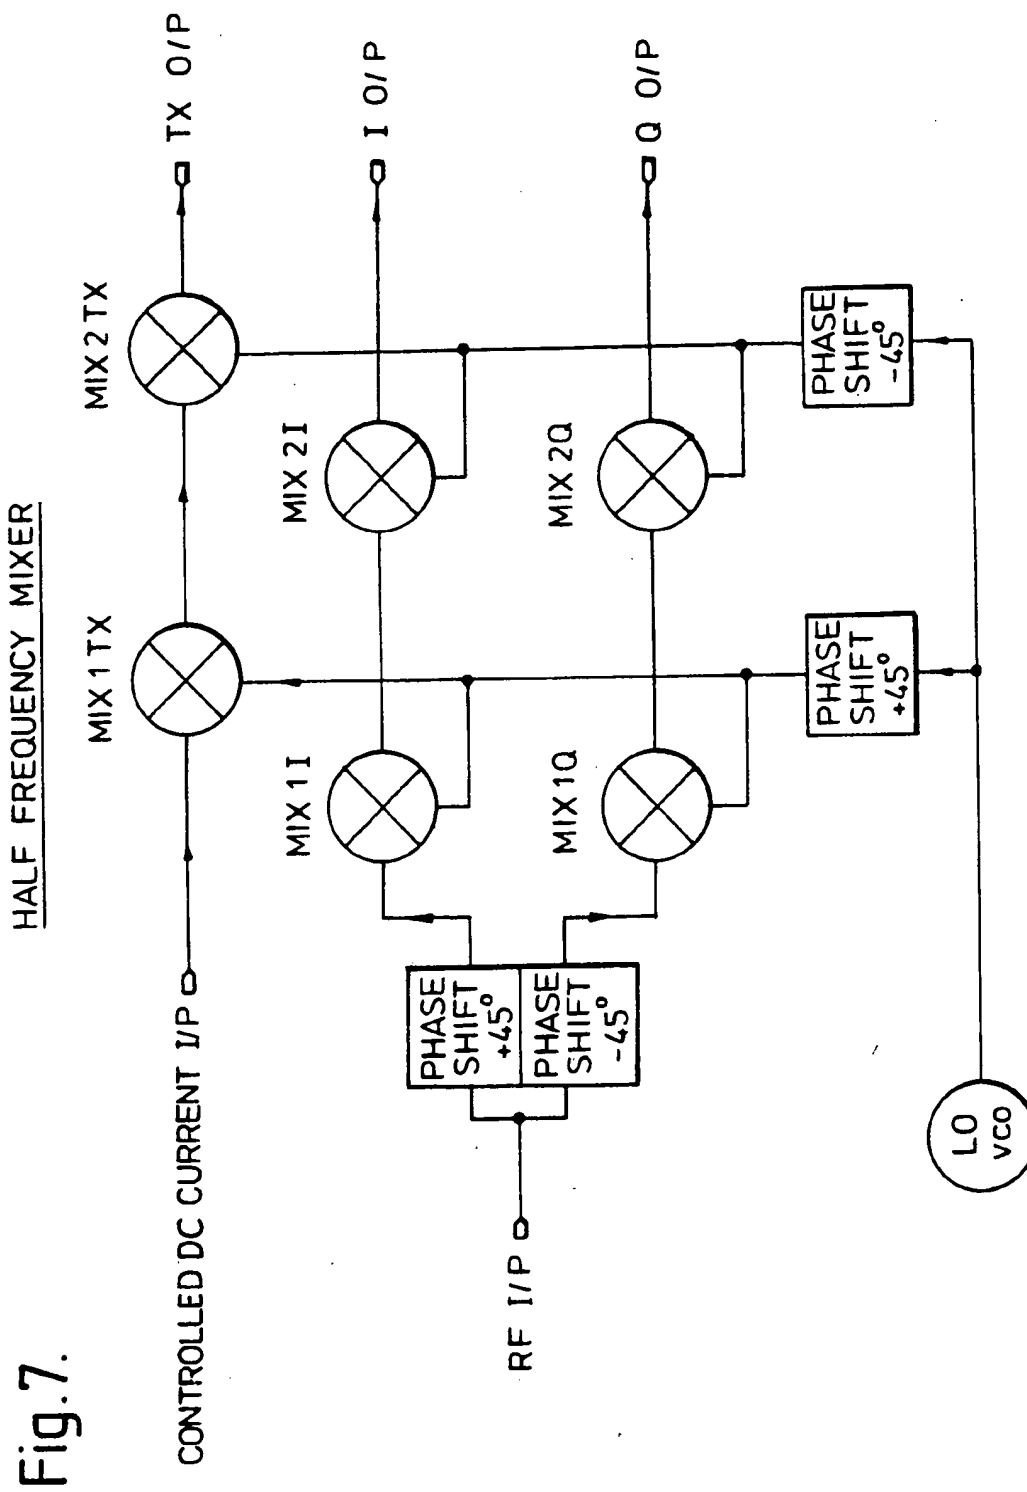 Fig.7.
HALF FREQUENCY MIXER
CONTROLLED DC CURRENT I/P
MIX 1 TX
MIX 2 TX
TX O/P
MIX 1 I
MIX 2 I
I O/P
RF I/P
PHASE
SHIFT
+45°
PHASE
SHIFT
-45°
MIX 1Q
MIX 2Q
Q O/P
PHASE
SHIFT
+45°
PHASE
SHIFT
-45°
LO
VCO